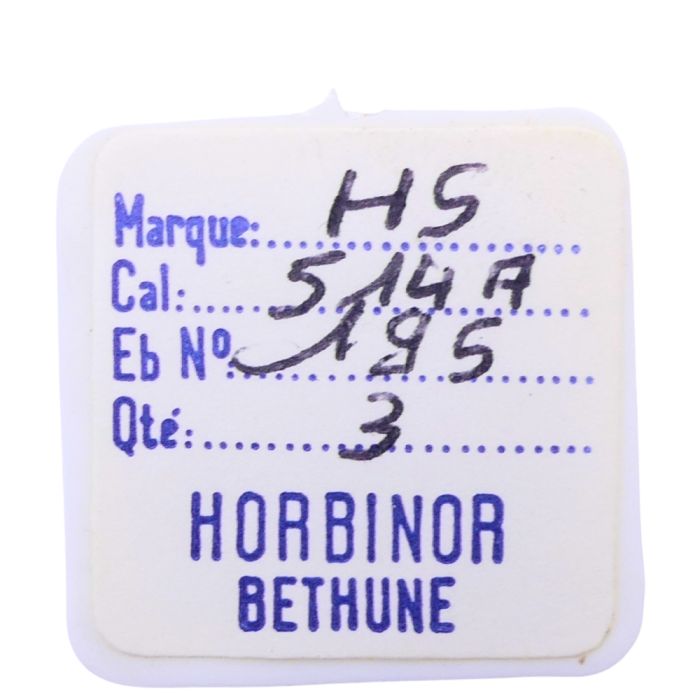 Marque: HS
Cal: 514 A
Eb Nº: 195
Qté: 3
HORBINOR
BETHUNE